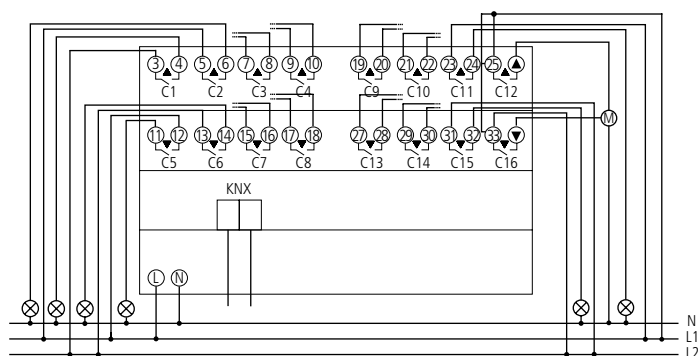 3 4 5 6 7 8 9 10 19 20 21 22 23 24 25
C1 C2 C3 C4 C9 C10 C11 C12
M
11 12 13 14 15 16 17 18 27 28 29 30 31 32 33
C5 C6 C7 C8 C13 C14 C15 C16
KNX
L N
N
L1
L2